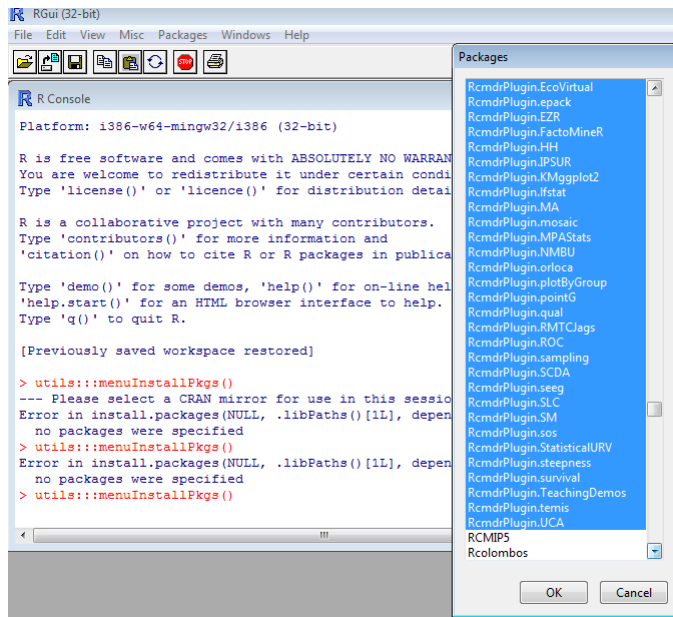 RGui (32-bit)
File Edit View Misc Packages Windows Help
STOP
R Console
Platform: i386-w64-mingw32/i386 (32-bit)
R is free software and comes with ABSOLUTELY NO WARRAN
You are welcome to redistribute it under certain condi
Type 'license()' or 'licence()' for distribution detai
R is a collaborative project with many contributors.
Type 'contributors()' for more information and
'citation()' on how to cite R or R packages in publica
Type 'demo()' for some demos, 'help()' for on-line hel
'help.start()' for an HTML browser interface to help.
Type 'q()' to quit R.
[Previously saved workspace restored]
> utils:::menuInstallPkgs()
--- Please select a CRAN mirror for use in this sessio
Error in install.packages(NULL, .libPaths()[1L], depen
no packages were specified
> utils:::menuInstallPkgs()
Error in install.packages(NULL, .libPaths()[1L], depen
no packages were specified
> utils:::menuInstallPkgs()
Packages
RcmdrPlugin.EcoVirtual
RcmdrPlugin.epack
RcmdrPlugin.EZR
RcmdrPlugin.FactoMineR
RcmdrPlugin.HH
RcmdrPlugin.IPSUR
RcmdrPlugin.KMggplot2
RcmdrPlugin.lfstat
RcmdrPlugin.MA
RcmdrPlugin.mosaic
RcmdrPlugin.MPAStats
RcmdrPlugin.NMBU
RcmdrPlugin.orloca
RcmdrPlugin.plotByGroup
RcmdrPlugin.pointG
RcmdrPlugin.qual
RcmdrPlugin.RMTCJags
RcmdrPlugin.ROC
RcmdrPlugin.sampling
RcmdrPlugin.SCDA
RcmdrPlugin.seeg
RcmdrPlugin.SLC
RcmdrPlugin.SM
RcmdrPlugin.sos
RcmdrPlugin.StatisticalURV
RcmdrPlugin.steepness
RcmdrPlugin.survival
RcmdrPlugin.TeachingDemos
RcmdrPlugin.temis
RcmdrPlugin.UCA
RCMIP5
Rcolombos
OK Cancel